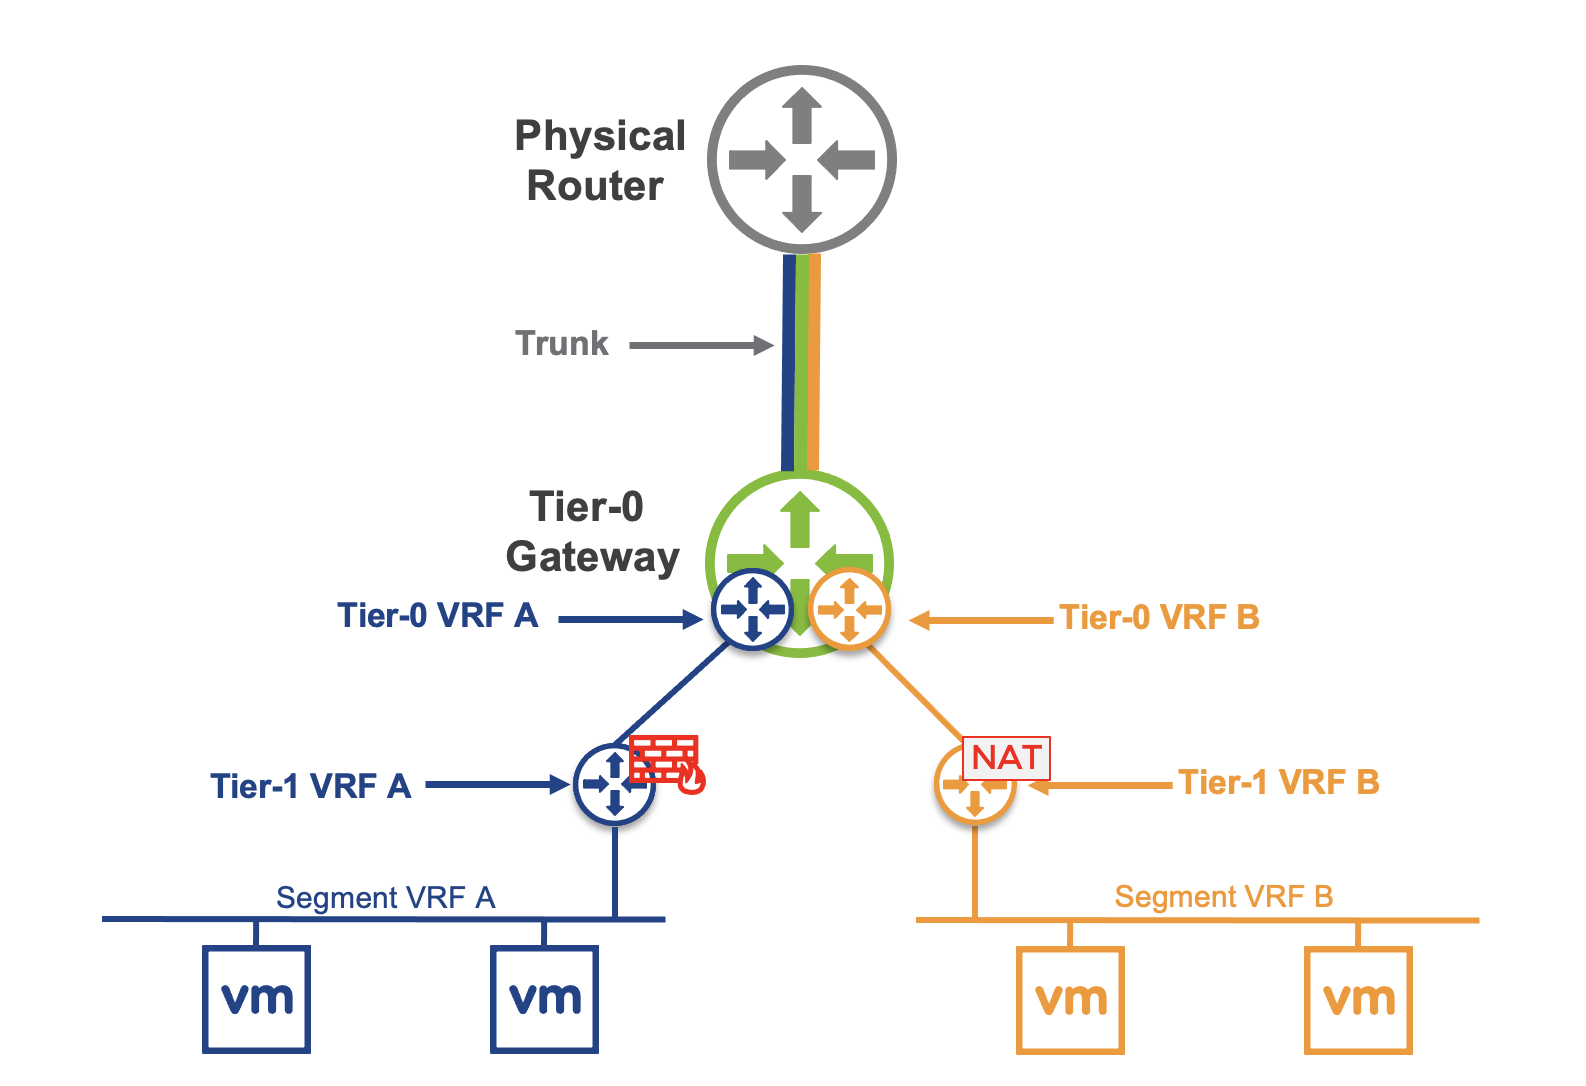 Physical
Router
Trunk
Tier-0
Gateway
Tier-0 VRF A
Tier-0 VRF B
NAT
Tier-1 VRF A
Tier-1 VRF B
Segment VRF A
Segment VRF B
vm
vm
vm
vm